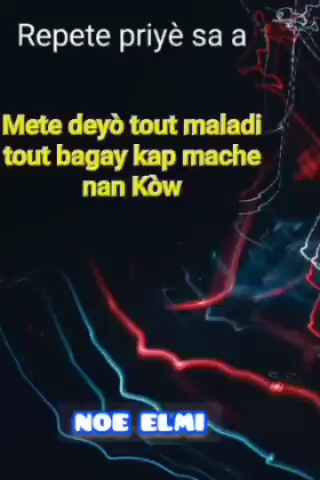 Repete priyè sa a
Mete deyò tout maladi
tout bagay kap mache
nan Kòw
NOE ELMI